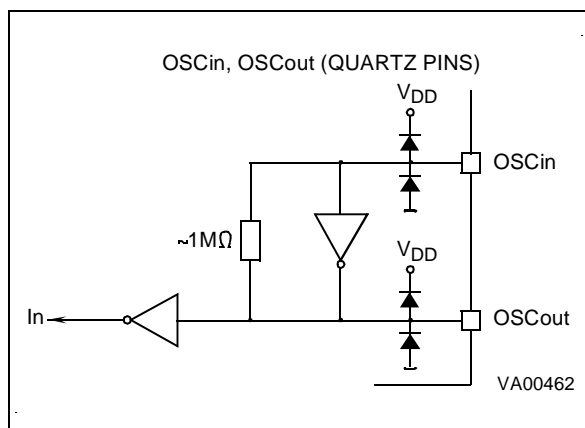 OSCin, OSCout (QUARTZ PINS)
VDD
OSCin
~1MΩ
VDD
In
OSCout
VA00462